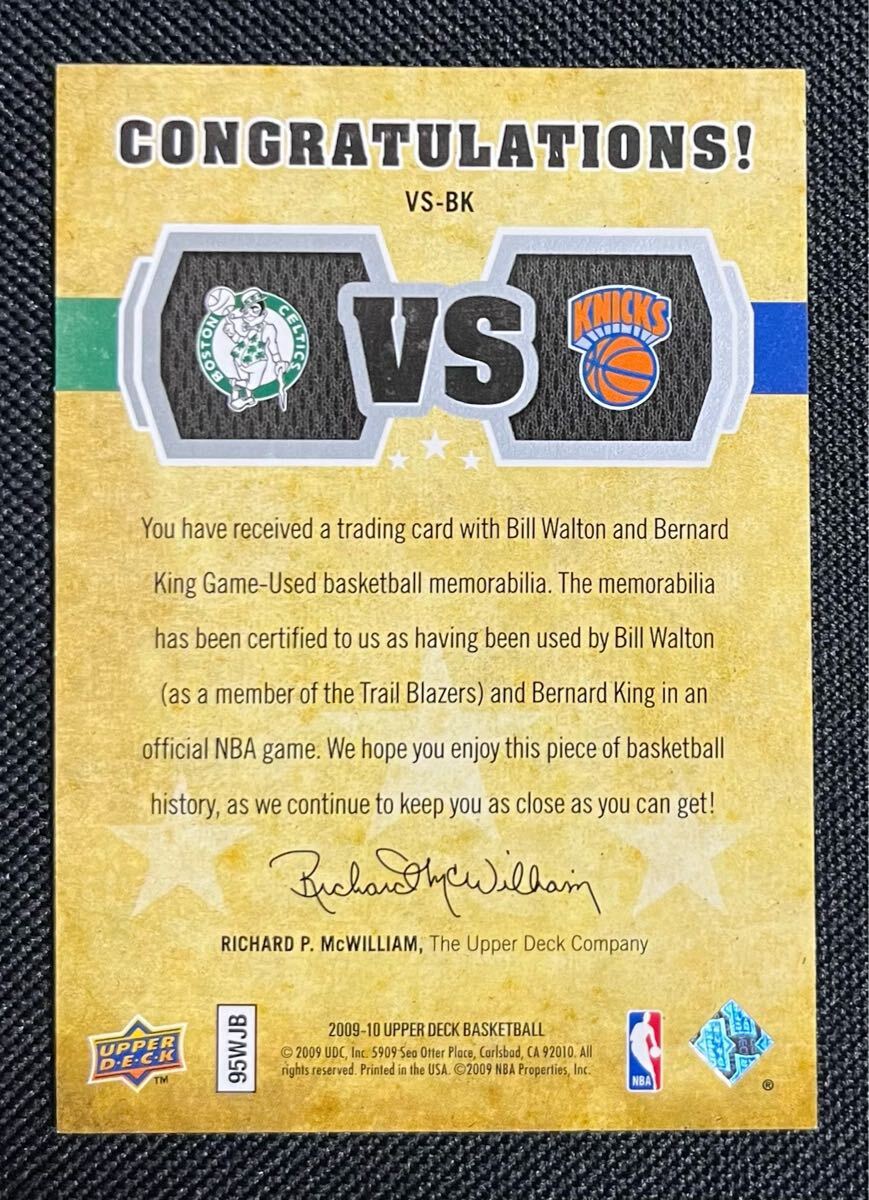 CONGRATULATIONS!
VS-BK
BOSTON CELTICS
VS
KNICKS
You have received a trading card with Bill Walton and Bernard
King Game-Used basketball memorabilia. The memorabilia
has been certified to us as having been used by Bill Walton
(as a member of the Trail Blazers) and Bernard King in an
official NBA game. We hope you enjoy this piece of basketball
history, as we continue to keep you as close as you can get!
Richard McWilliam
RICHARD P. McWILLIAM, The Upper Deck Company
UPPER
D•E•C•K
TM
95WJB
2009-10 UPPER DECK BASKETBALL
© 2009 UDC, Inc. 5909 Sea Otter Place, Carlsbad, CA 92010. All
rights reserved. Printed in the USA. ©2009 NBA Properties, Inc.
NBA
®